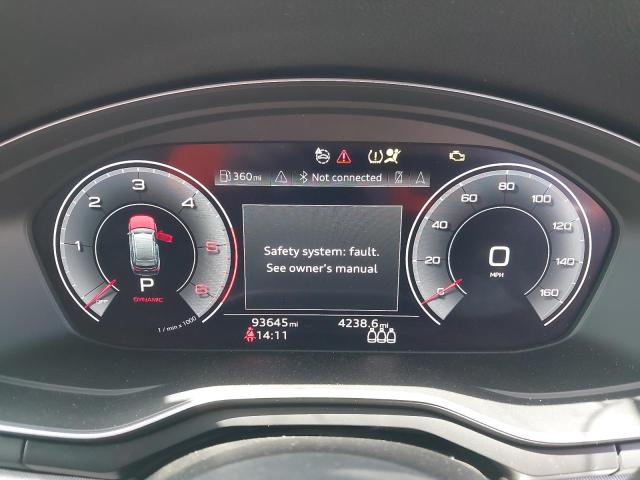 360mi Not connected
Safety system: fault.
See owner's manual
1 2 3 4 5 6
OFF
P
DYNAMIC
1 / min x 1000
0 20 40 60 80 100 120 140 160
0
MPH
93645mi 4238.6mi
14:11